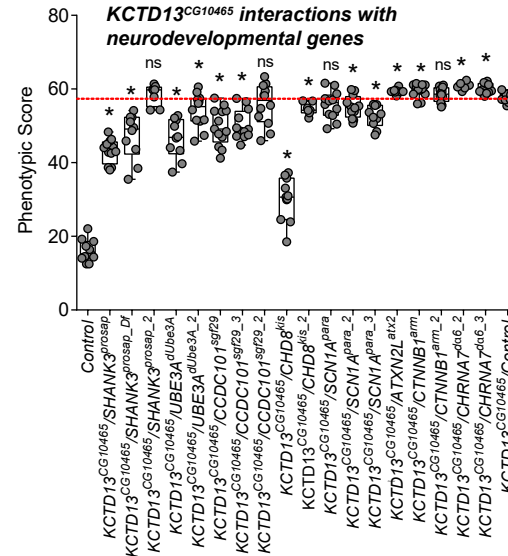 KCTD13CG10465 interactions with
neurodevelopmental genes
Phenotypic Score
80
60
40
20
0
* * ns * * * * ns * * ns * * * * ns * *
Control
KCTD13CG10465/SHANK3prosap
KCTD13CG10465/SHANK3prosap_Df
KCTD13CG10465/SHANK3prosap_2
KCTD13CG10465/UBE3AdUbe3A
KCTD13CG10465/UBE3AdUbe3A_2
KCTD13CG10465/CCDC101sgf29
KCTD13CG10465/CCDC101sgf29_3
KCTD13CG10465/CCDC101sgf29_2
KCTD13CG10465/CHD8kis
KCTD13CG10465/CHD8kis_2
KCTD13CG10465/SCN1Apara
KCTD13CG10465/SCN1Apara_2
KCTD13CG10465/SCN1Apara_3
KCTD13CG10465/ATXN2Latx2
KCTD13CG10465/CTNNB1arm
KCTD13CG10465/CTNNB1arm_2
KCTD13CG10465/CHRNA7dα6_2
KCTD13CG10465/CHRNA7dα6_3
KCTD13CG10465/Control